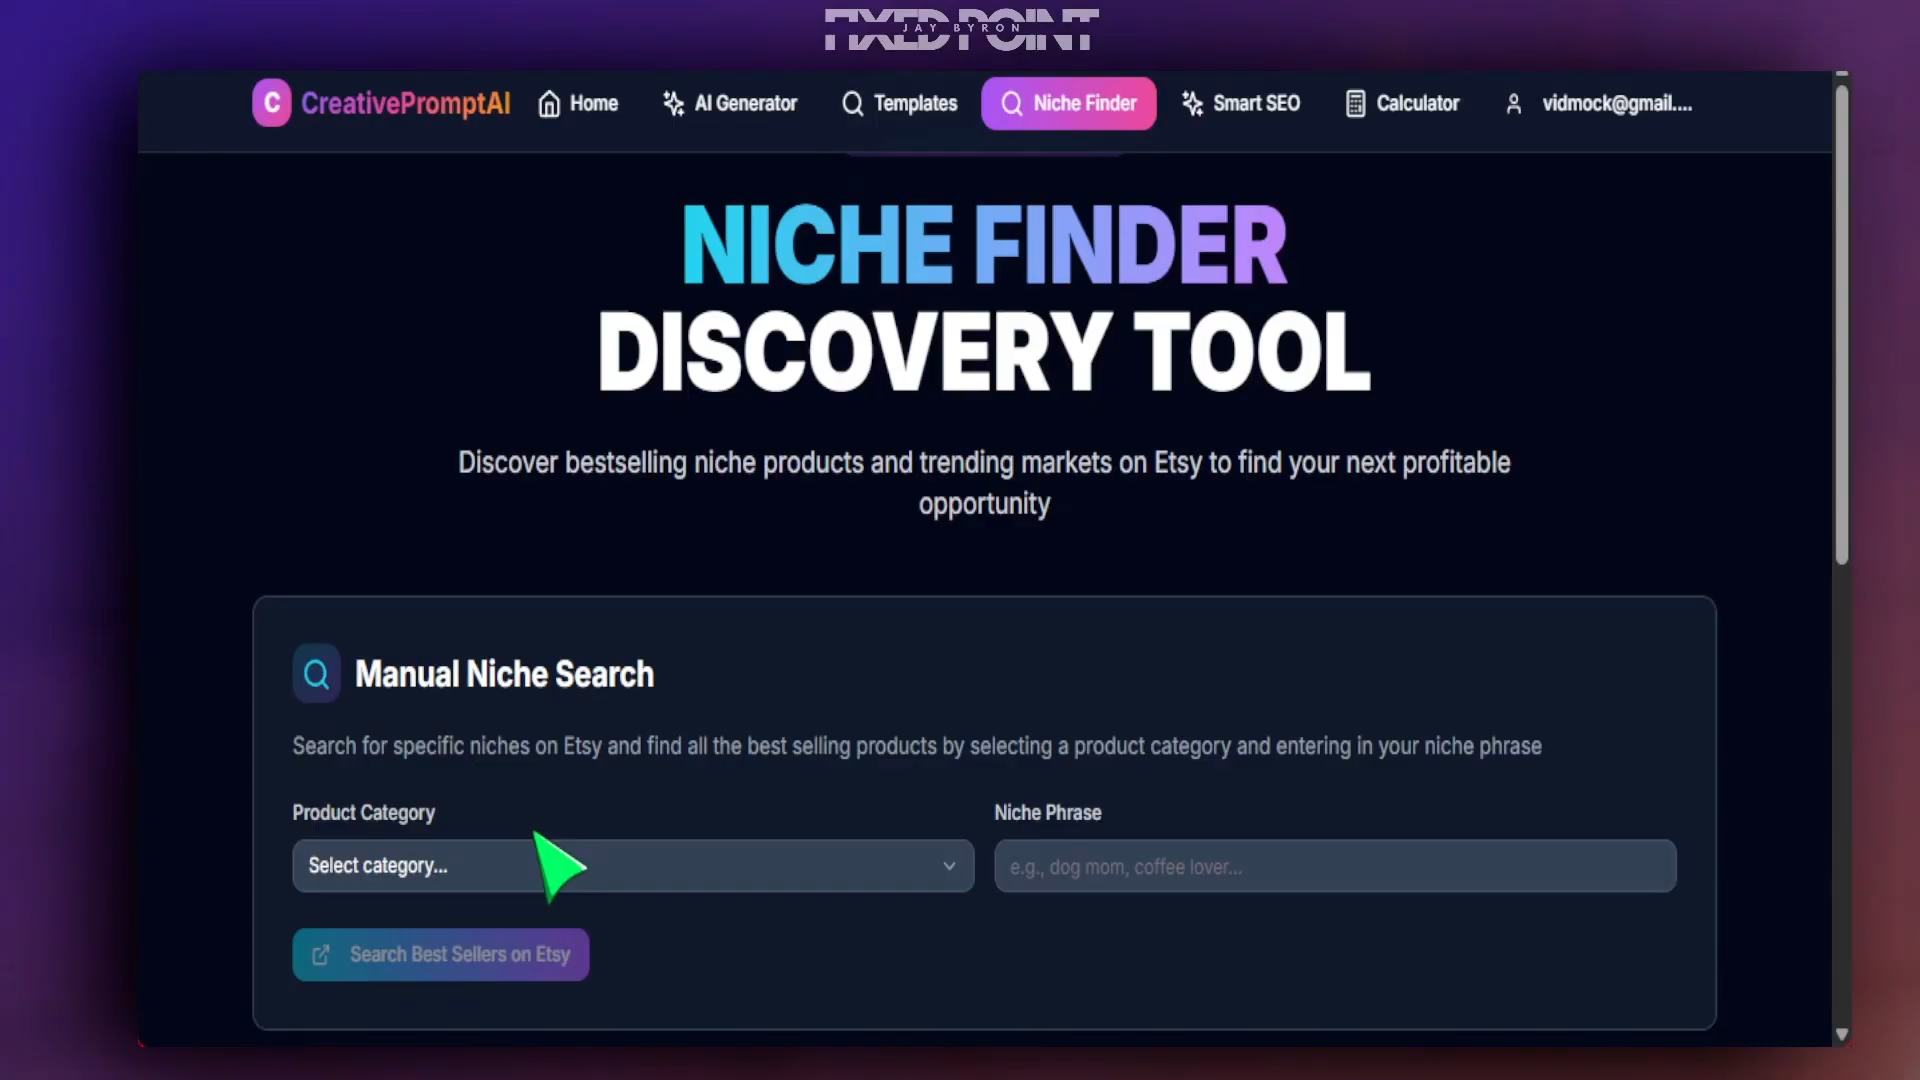 FIXED POINT
JAY BYRON
C CreativePromptAI Home AI Generator Templates Niche Finder Smart SEO Calculator vidmock@gmail....
NICHE FINDER
DISCOVERY TOOL
Discover bestselling niche products and trending markets on Etsy to find your next profitable
opportunity
Manual Niche Search
Search for specific niches on Etsy and find all the best selling products by selecting a product category and entering in your niche phrase
Product Category Niche Phrase
Select category... e.g., dog mom, coffee lover...
Search Best Sellers on Etsy